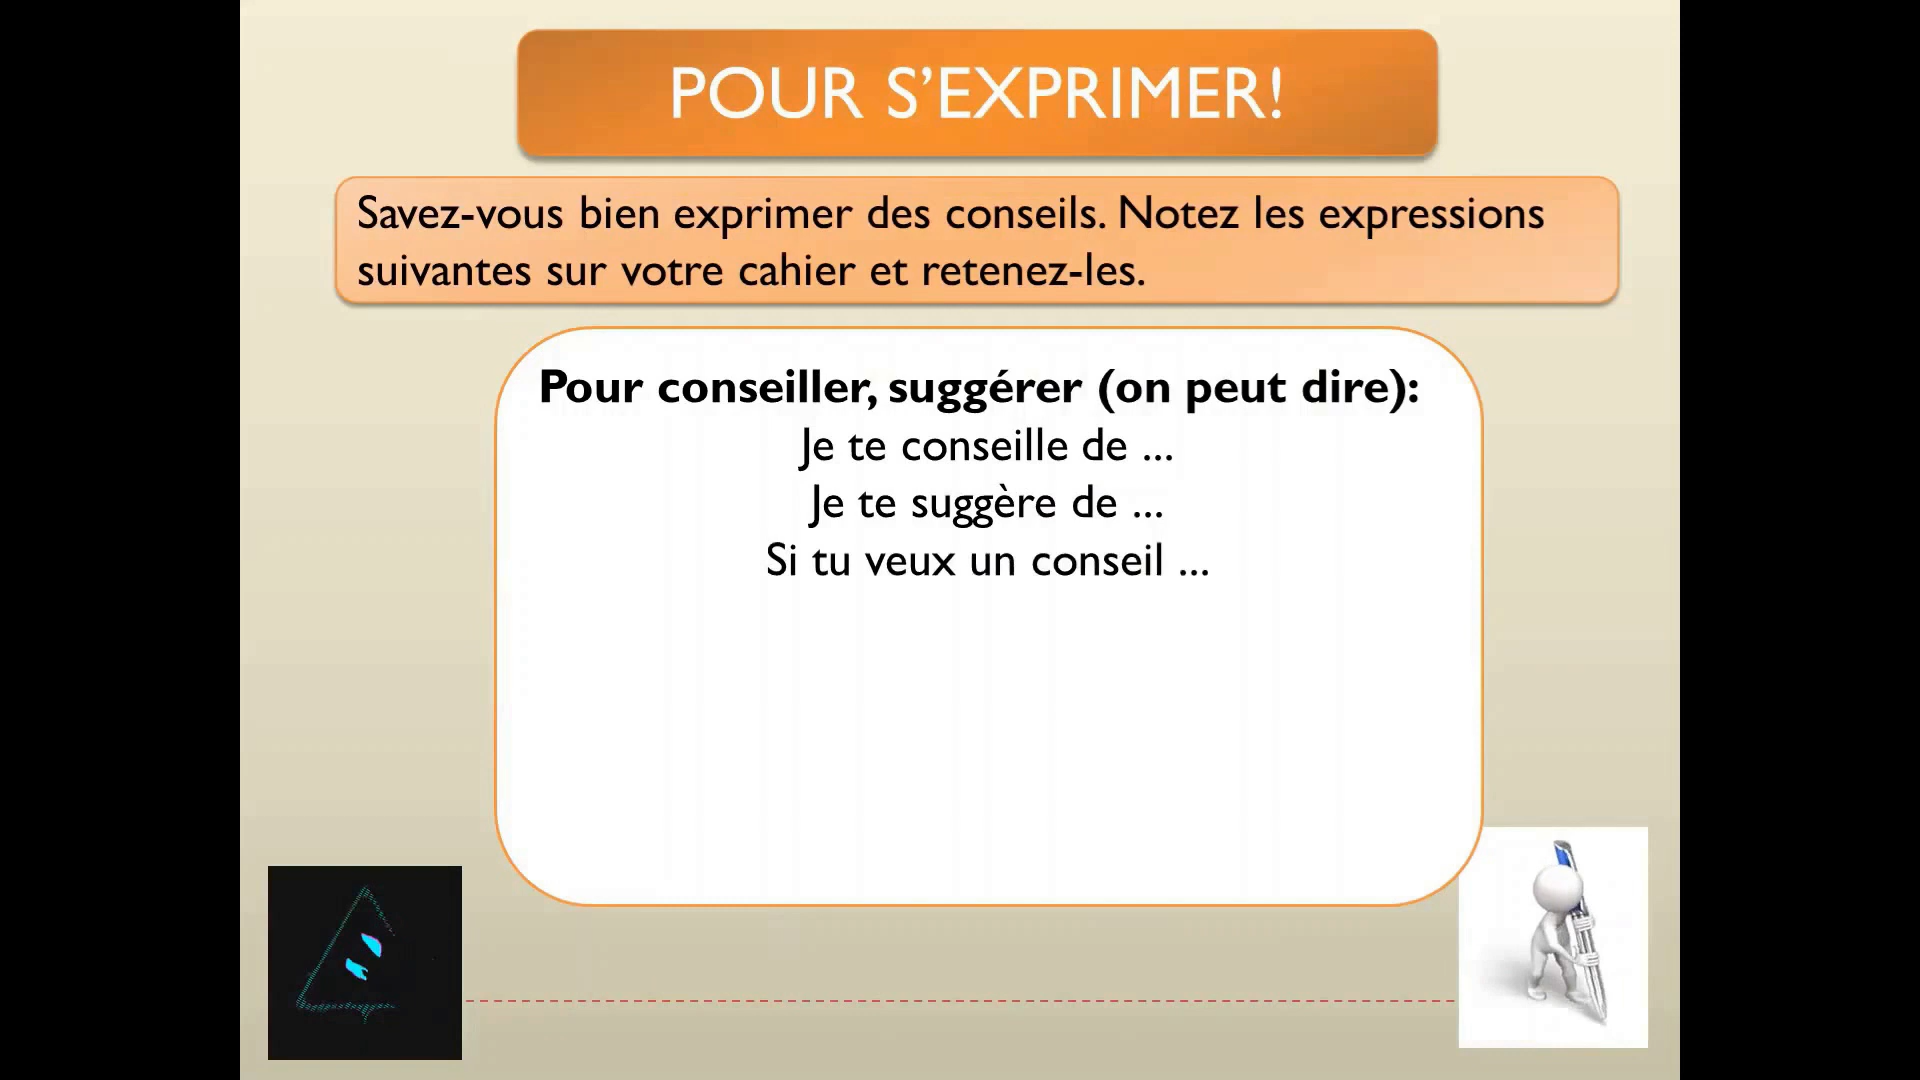 POUR S’EXPRIMER!
Savez-vous bien exprimer des conseils. Notez les expressions
suivantes sur votre cahier et retenez-les.
Pour conseiller, suggérer (on peut dire):
Je te conseille de ...
Je te suggère de ...
Si tu veux un conseil ...